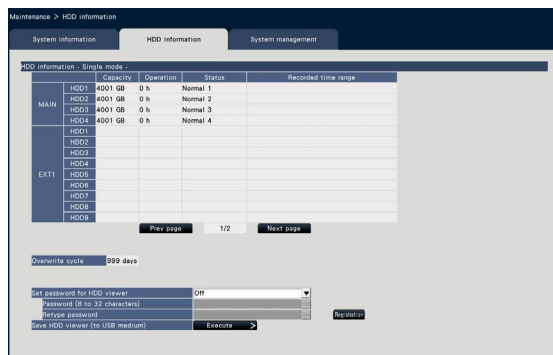 Maintenance > HDD information
System information HDD information System management
HDD information - Single mode -
Capacity Operation Status Recorded time range
MAIN
HDD1 4001 GB 0 h Normal 1
HDD2 4001 GB 0 h Normal 2
HDD3 4001 GB 0 h Normal 3
HDD4 4001 GB 0 h Normal 4
EXT1
HDD1
HDD2
HDD3
HDD4
HDD5
HDD6
HDD7
HDD8
HDD9
Prev page 1/2 Next page
Overwrite cycle 999 days
Set password for HDD viewer Off
Password (8 to 32 characters)
Retype password Registration
Save HDD viewer (to USB medium) Execute >